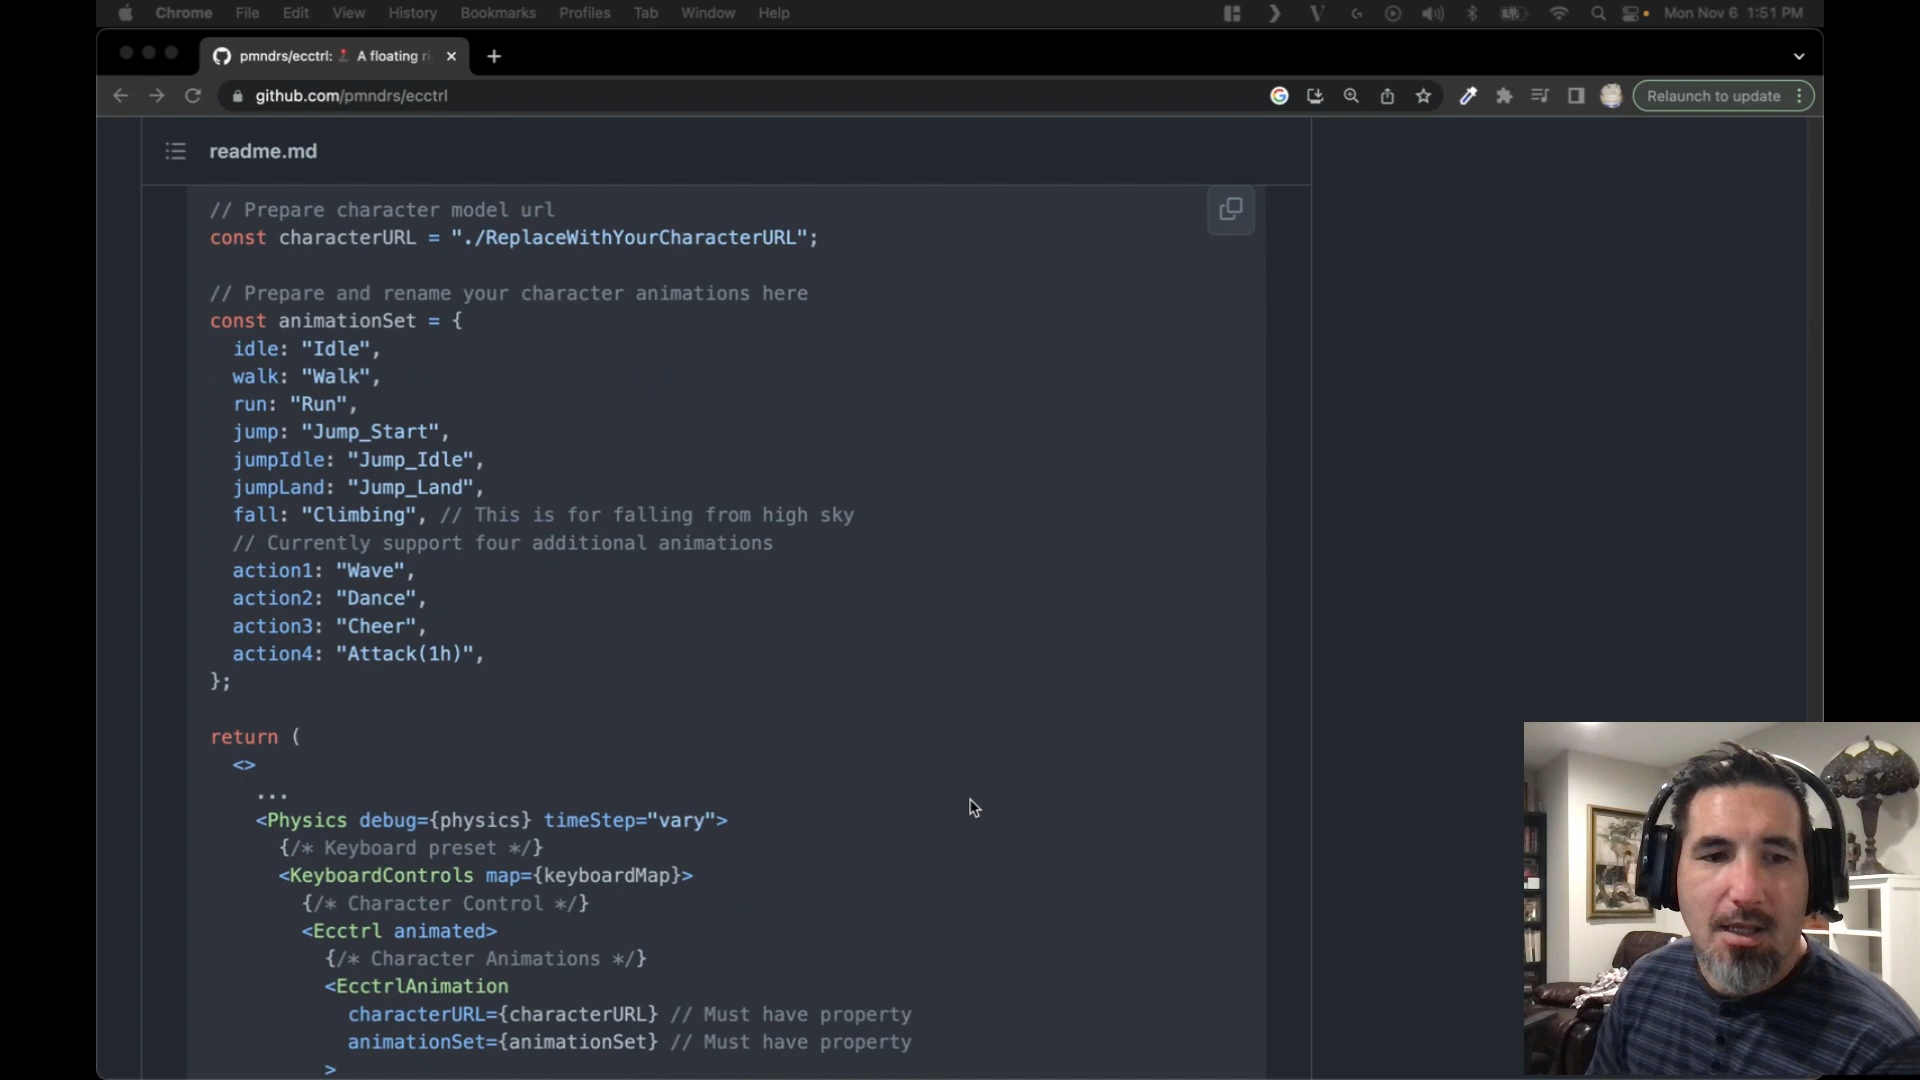 Chrome File Edit View History Bookmarks Profiles Tab Window Help Mon Nov 6 1:51 PM
pmndrs/ecctrl: A floating ri
github.com/pmndrs/ecctrl Relaunch to update
readme.md
// Prepare character model url
const characterURL = "./ReplaceWithYourCharacterURL";
// Prepare and rename your character animations here
const animationSet = {
idle: "Idle",
walk: "Walk",
run: "Run",
jump: "Jump_Start",
jumpIdle: "Jump_Idle",
jumpLand: "Jump_Land",
fall: "Climbing", // This is for falling from high sky
// Currently support four additional animations
action1: "Wave",
action2: "Dance",
action3: "Cheer",
action4: "Attack(1h)",
};
return (
<>
...
<Physics debug={physics} timeStep="vary">
{/* Keyboard preset */}
<KeyboardControls map={keyboardMap}>
{/* Character Control */}
<Ecctrl animated>
{/* Character Animations */}
<EcctrlAnimation
characterURL={characterURL} // Must have property
animationSet={animationSet} // Must have property
>